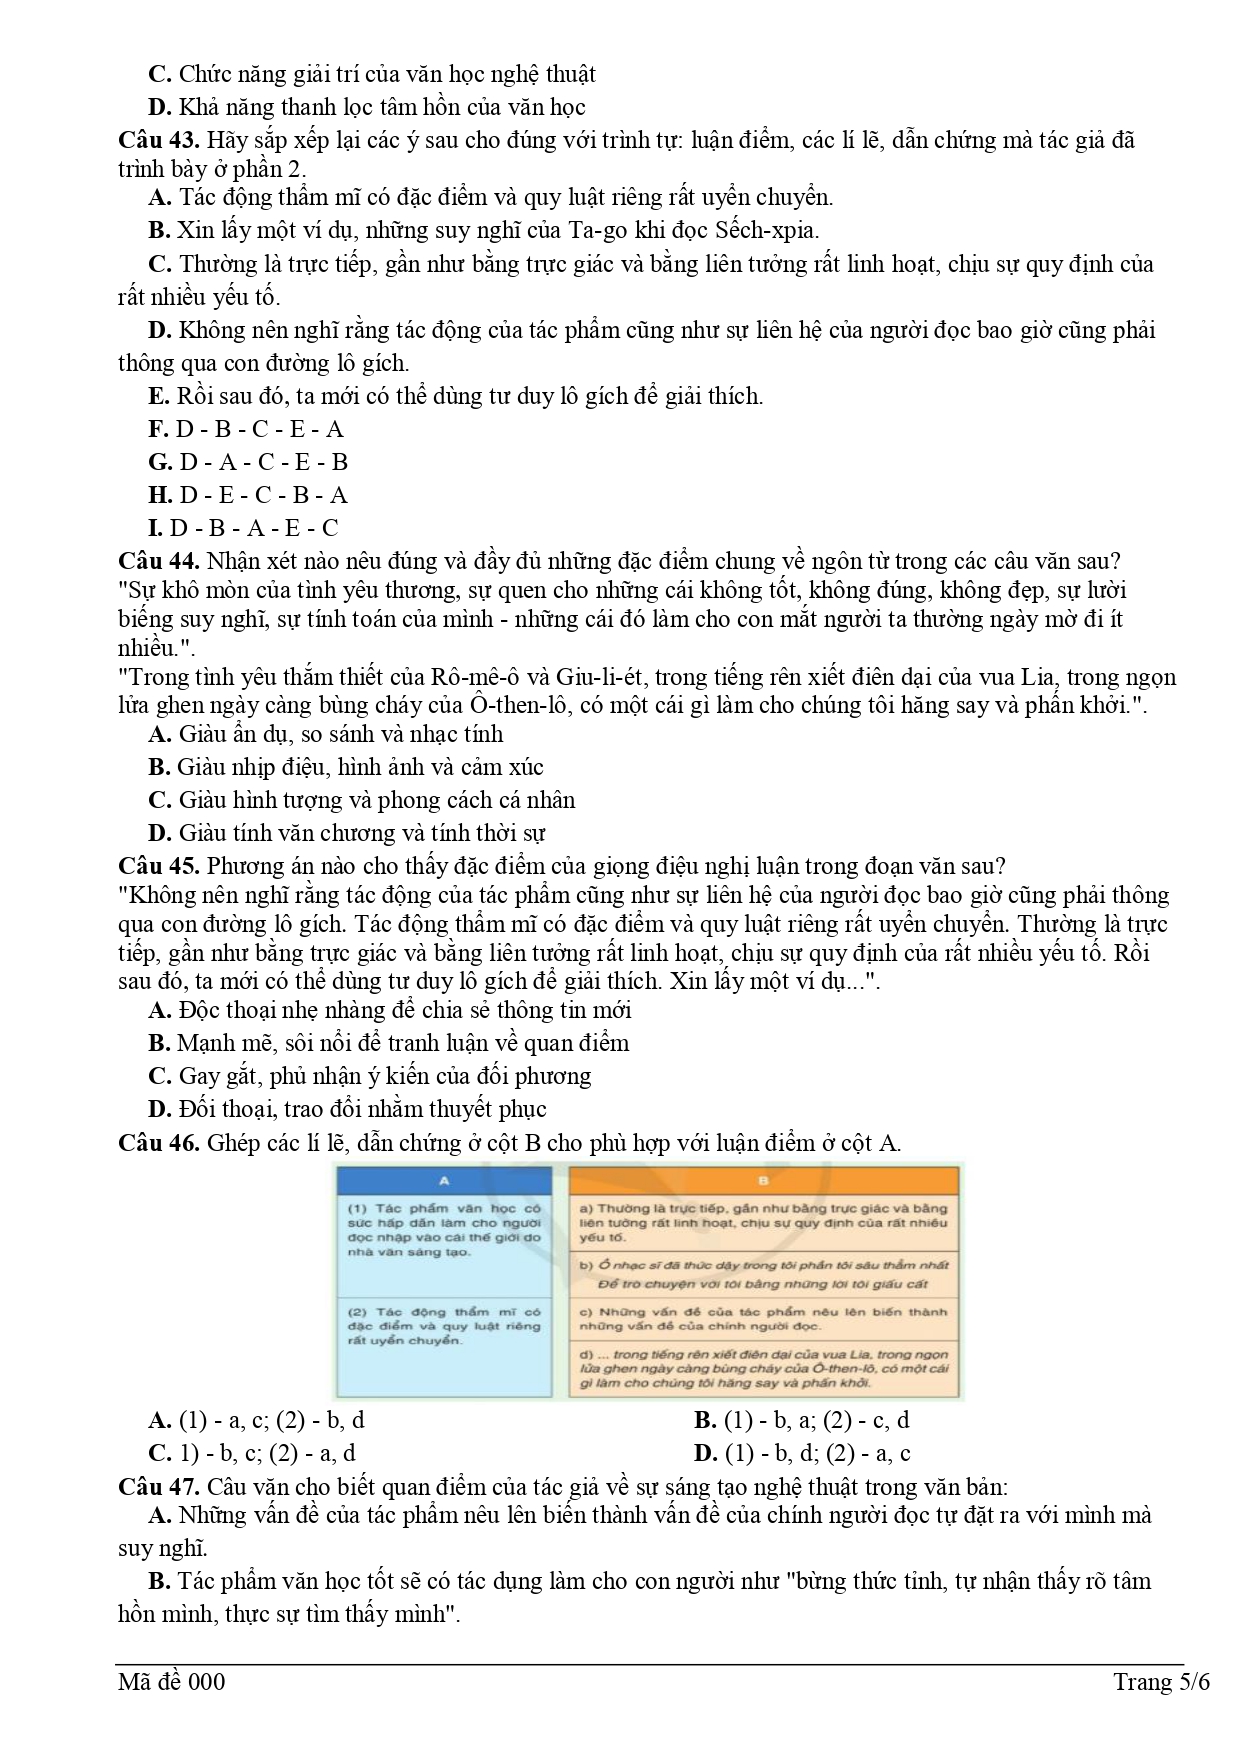 C. Chức năng giải trí của văn học nghệ thuật
D. Khả năng thanh lọc tâm hồn của văn học
Câu 43. Hãy sắp xếp lại các ý sau cho đúng với trình tự: luận điểm, các lí lẽ, dẫn chứng mà tác giả đã
trình bày ở phần 2.
A. Tác động thẩm mĩ có đặc điểm và quy luật riêng rất uyển chuyển.
B. Xin lấy một ví dụ, những suy nghĩ của Ta-go khi đọc Sếch-xpia.
C. Thường là trực tiếp, gần như bằng trực giác và bằng liên tưởng rất linh hoạt, chịu sự quy định của
rất nhiều yếu tố.
D. Không nên nghĩ rằng tác động của tác phẩm cũng như sự liên hệ của người đọc bao giờ cũng phải
thông qua con đường lô gích.
E. Rồi sau đó, ta mới có thể dùng tư duy lô gích để giải thích.
F. D - B - C - E - A
G. D - A - C - E - B
H. D - E - C - B - A
I. D - B - A - E - C
Câu 44. Nhận xét nào nêu đúng và đầy đủ những đặc điểm chung về ngôn từ trong các câu văn sau?
"Sự khô mòn của tình yêu thương, sự quen cho những cái không tốt, không đúng, không đẹp, sự lười
biếng suy nghĩ, sự tính toán của mình - những cái đó làm cho con mắt người ta thường ngày mờ đi ít
nhiều.".
"Trong tình yêu thắm thiết của Rô-mê-ô và Giu-li-ét, trong tiếng rên xiết điên dại của vua Lia, trong ngọn
lửa ghen ngày càng bùng cháy của Ô-then-lô, có một cái gì làm cho chúng tôi hăng say và phấn khởi.".
A. Giàu ẩn dụ, so sánh và nhạc tính
B. Giàu nhịp điệu, hình ảnh và cảm xúc
C. Giàu hình tượng và phong cách cá nhân
D. Giàu tính văn chương và tính thời sự
Câu 45. Phương án nào cho thấy đặc điểm của giọng điệu nghị luận trong đoạn văn sau?
"Không nên nghĩ rằng tác động của tác phẩm cũng như sự liên hệ của người đọc bao giờ cũng phải thông
qua con đường lô gích. Tác động thẩm mĩ có đặc điểm và quy luật riêng rất uyển chuyển. Thường là trực
tiếp, gần như bằng trực giác và bằng liên tưởng rất linh hoạt, chịu sự quy định của rất nhiều yếu tố. Rồi
sau đó, ta mới có thể dùng tư duy lô gích để giải thích. Xin lấy một ví dụ...".
A. Độc thoại nhẹ nhàng để chia sẻ thông tin mới
B. Mạnh mẽ, sôi nổi để tranh luận về quan điểm
C. Gay gắt, phủ nhận ý kiến của đối phương
D. Đối thoại, trao đổi nhằm thuyết phục
Câu 46. Ghép các lí lẽ, dẫn chứng ở cột B cho phù hợp với luận điểm ở cột A.
A
(1) Tác phẩm văn học có
sức hấp dẫn làm cho người
đọc nhập vào cái thế giới do
nhà văn sáng tạo.
(2) Tác động thẩm mĩ có
đặc điểm và quy luật riêng
rất uyển chuyển.
B
a) Thường là trực tiếp, gần như bằng trực giác và bằng
liên tưởng rất linh hoạt, chịu sự quy định của rất nhiều
yếu tố.
b) Ở nhạc sĩ đã thức dậy trong tôi phần tôi sâu thẳm nhất
Để trò chuyện với tôi bằng những lời tôi giấu cất
c) Những vấn đề của tác phẩm nêu lên biến thành
những vấn đề của chính người đọc.
d) ... trong tiếng rên xiết điên dại của vua Lia, trong ngọn
lửa ghen ngày càng bùng cháy của Ô-then-lô, có một cái
gì làm cho chúng tôi hăng say và phấn khởi.
A. (1) - a, c; (2) - b, d
B. (1) - b, a; (2) - c, d
C. 1) - b, c; (2) - a, d
D. (1) - b, d; (2) - a, c
Câu 47. Câu văn cho biết quan điểm của tác giả về sự sáng tạo nghệ thuật trong văn bản:
A. Những vấn đề của tác phẩm nêu lên biến thành vấn đề của chính người đọc tự đặt ra với mình mà
suy nghĩ.
B. Tác phẩm văn học tốt sẽ có tác dụng làm cho con người như "bừng thức tỉnh, tự nhận thấy rõ tâm
hồn mình, thực sự tìm thấy mình".
Mã đề 000
Trang 5/6